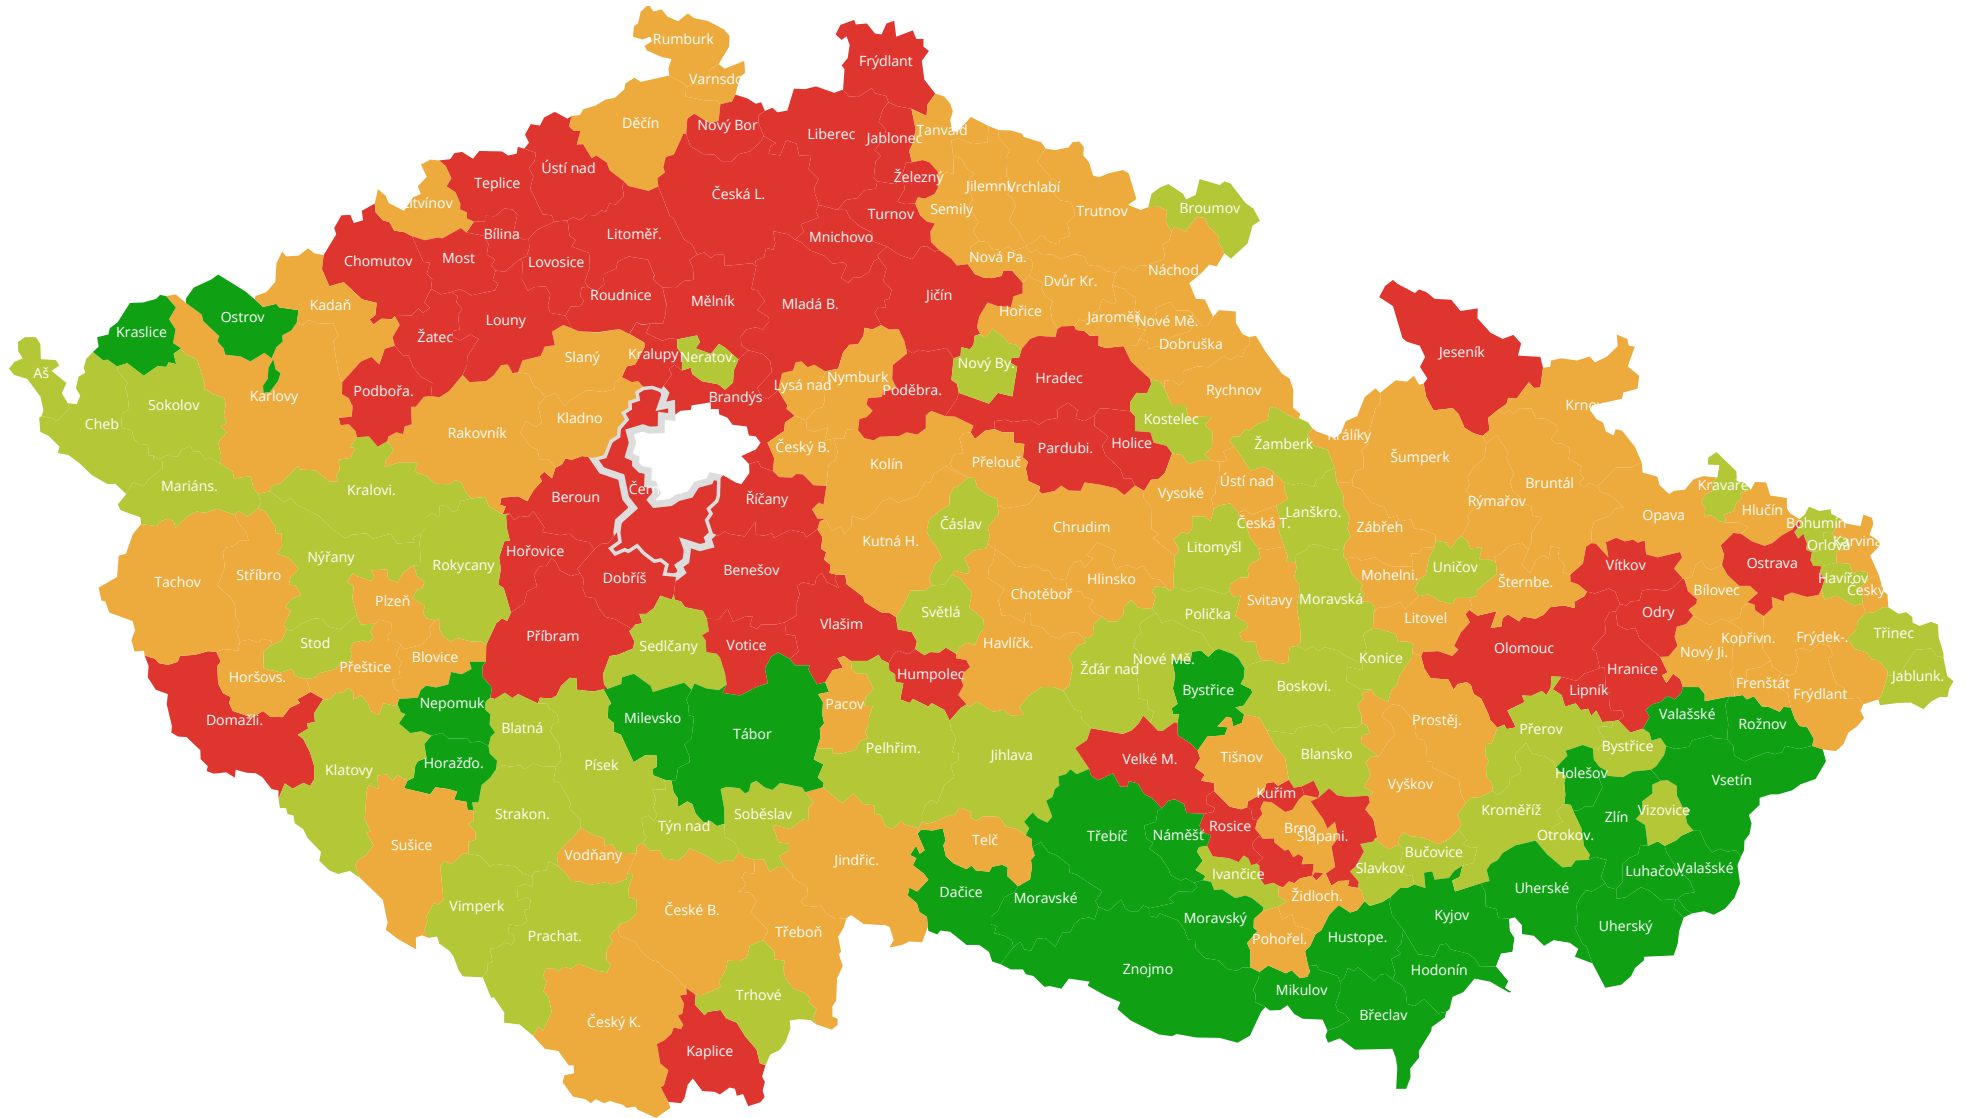 Rumburk
Frýdlant
Varnsdo
Děčín
Nový Bor
Liberec
Jablonec
Tanvald
Ústí nad
Teplice
Železný
Jilemni
Vrchlabí
Česká L.
Litvínov
Semily
Turnov
Trutnov
Broumov
Bílina
Litoměř.
Mnichovo
Chomutov
Most
Lovosice
Nová Pa.
Náchod
Dvůr Kr.
Kadaň
Roudnice
Mělník
Mladá B.
Jičín
Hořice
Jaroměř
Nové Mě.
Kraslice
Ostrov
Louny
Žatec
Dobruška
Slaný
Kralupy
Neratov.
Nový By.
Jeseník
Aš
Karlovy
Podbořa.
Sokolov
Cheb
Lysá nad
Nymburk
Poděbra.
Hradec
Rychnov
Brandýs
Krnov
Kladno
Rakovník
Kostelec
Králíky
Český B.
Pardubi.
Holice
Žamberk
Kolín
Přelouč
Šumperk
Mariáns.
Kralovi.
Beroun
Čern
Říčany
Vysoké
Ústí nad
Bruntál
Rýmařov
Kravaře
Čáslav
Chrudim
Česká T.
Lanškro.
Zábřeh
Opava
Hlučín
Bohumín
Kutná H.
Litomyšl
Orlová
Karviná
Hořovice
Nýřany
Rokycany
Tachov
Stříbro
Dobříš
Benešov
Hlinsko
Chotěboř
Mohelni.
Uničov
Šternbe.
Vítkov
Ostrava
Havířov
Český
Bílovec
Plzeň
Světlá
Polička
Svitavy
Moravská
Litovel
Odry
Příbram
Vlašim
Stod
Sedlčany
Votice
Havlíčk.
Olomouc
Kopřivn.
Frýdek-.
Třinec
Přeštice
Blovice
Horšovs.
Humpolec
Žďár nad
Nové Mě.
Konice
Nový Ji.
Hranice
Jablunk.
Bystřice
Boskovi.
Lipník
Frenštát
Frýdlant
Nepomuk
Pacov
Domažli.
Milevsko
Blatná
Tábor
Prostěj.
Přerov
Valašské
Rožnov
Pelhřim.
Jihlava
Bystřice
Klatovy
Horažďo.
Písek
Velké M.
Tišnov
Blansko
Holešov
Vyškov
Vsetín
Kuřim
Strakon.
Týn nad
Soběslav
Kroměříž
Zlín
Vizovice
Rosice
Brno
Šlapani.
Třebíč
Náměšť
Otrokov.
Sušice
Vodňany
Jindřic.
Telč
Bučovice
Slavkov
Ivančice
Luhačov.
Valašské
Dačice
Moravské
Uherské
Židloch.
Vimperk
České B.
Moravský
Kyjov
Prachat.
Třeboň
Pohořel.
Hustope.
Uherský
Znojmo
Hodonín
Mikulov
Trhové
Český K.
Břeclav
Kaplice